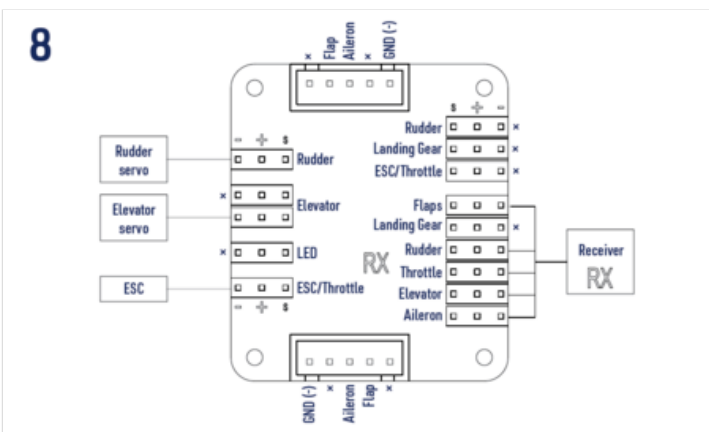 8
×
Flap
Aileron
×
GND (-)
S + -
Rudder ×
Landing Gear ×
ESC/Throttle ×
- + S
Rudder
servo
Rudder
×
Elevator
Elevator
servo
× LED
ESC
ESC/Throttle
- + S
Flaps
Landing Gear ×
Rudder
Throttle
Elevator
Aileron
RX
Receiver
RX
GND (-)
×
Aileron
Flap
×